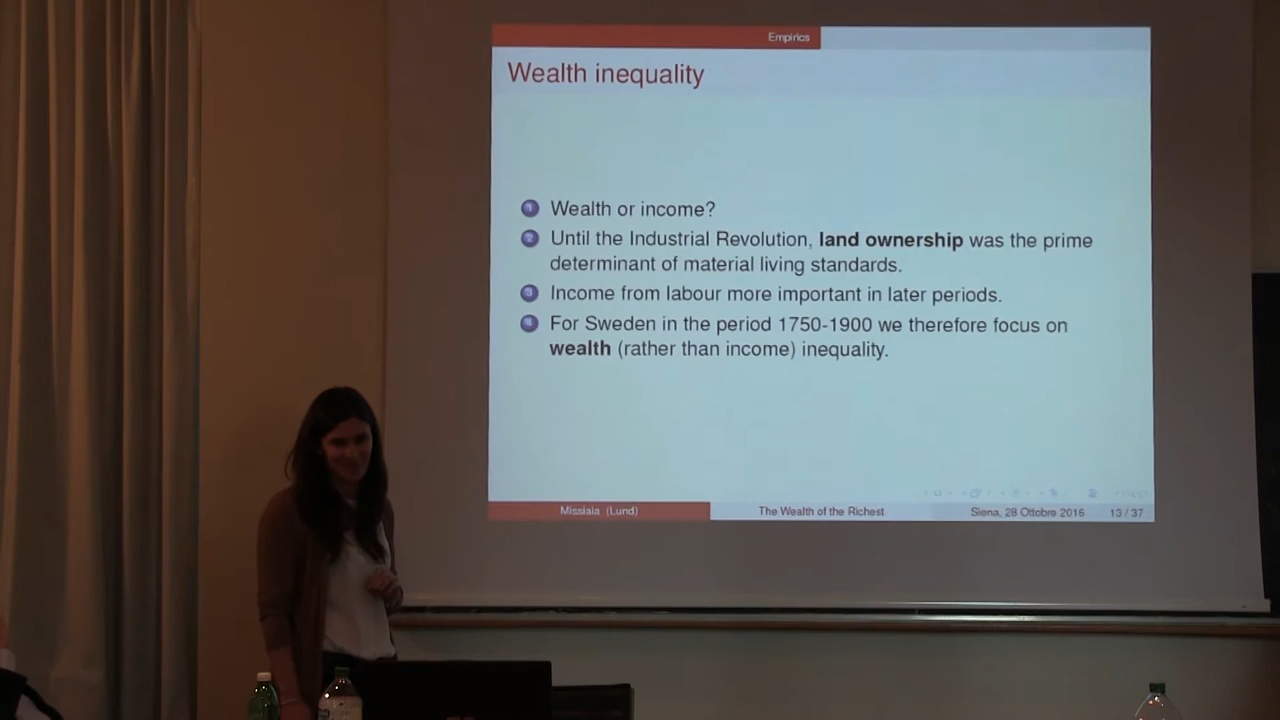 Empirics
Wealth inequality
1 Wealth or income?
2 Until the Industrial Revolution, land ownership was the prime
determinant of material living standards.
3 Income from labour more important in later periods.
4 For Sweden in the period 1750-1900 we therefore focus on
wealth (rather than income) inequality.
Missiaia (Lund) The Wealth of the Richest Siena, 28 Ottobre 2016 13 / 37